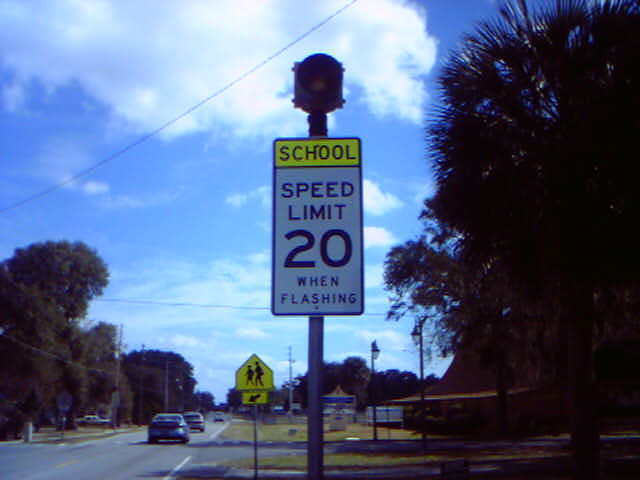 SCHOOL
SPEED
LIMIT
20
WHEN
FLASHING